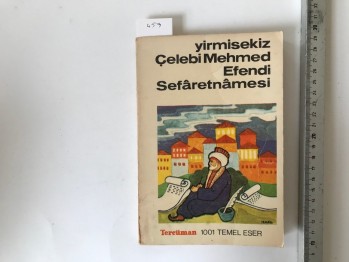 yirmisekiz
Çelebi Mehmed
Efendi
Sefâretnâmesi
Tercüman 1001 TEMEL ESER